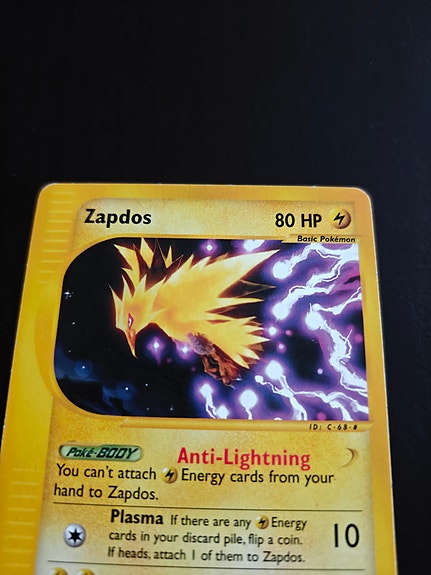 Zapdos 80 HP
Basic Pokémon
ID: C-68-#
Poké-BODY Anti-Lightning
You can't attach Energy cards from your
hand to Zapdos.
Plasma If there are any Energy
cards in your discard pile, flip a coin. 10
If heads, attach 1 of them to Zapdos.